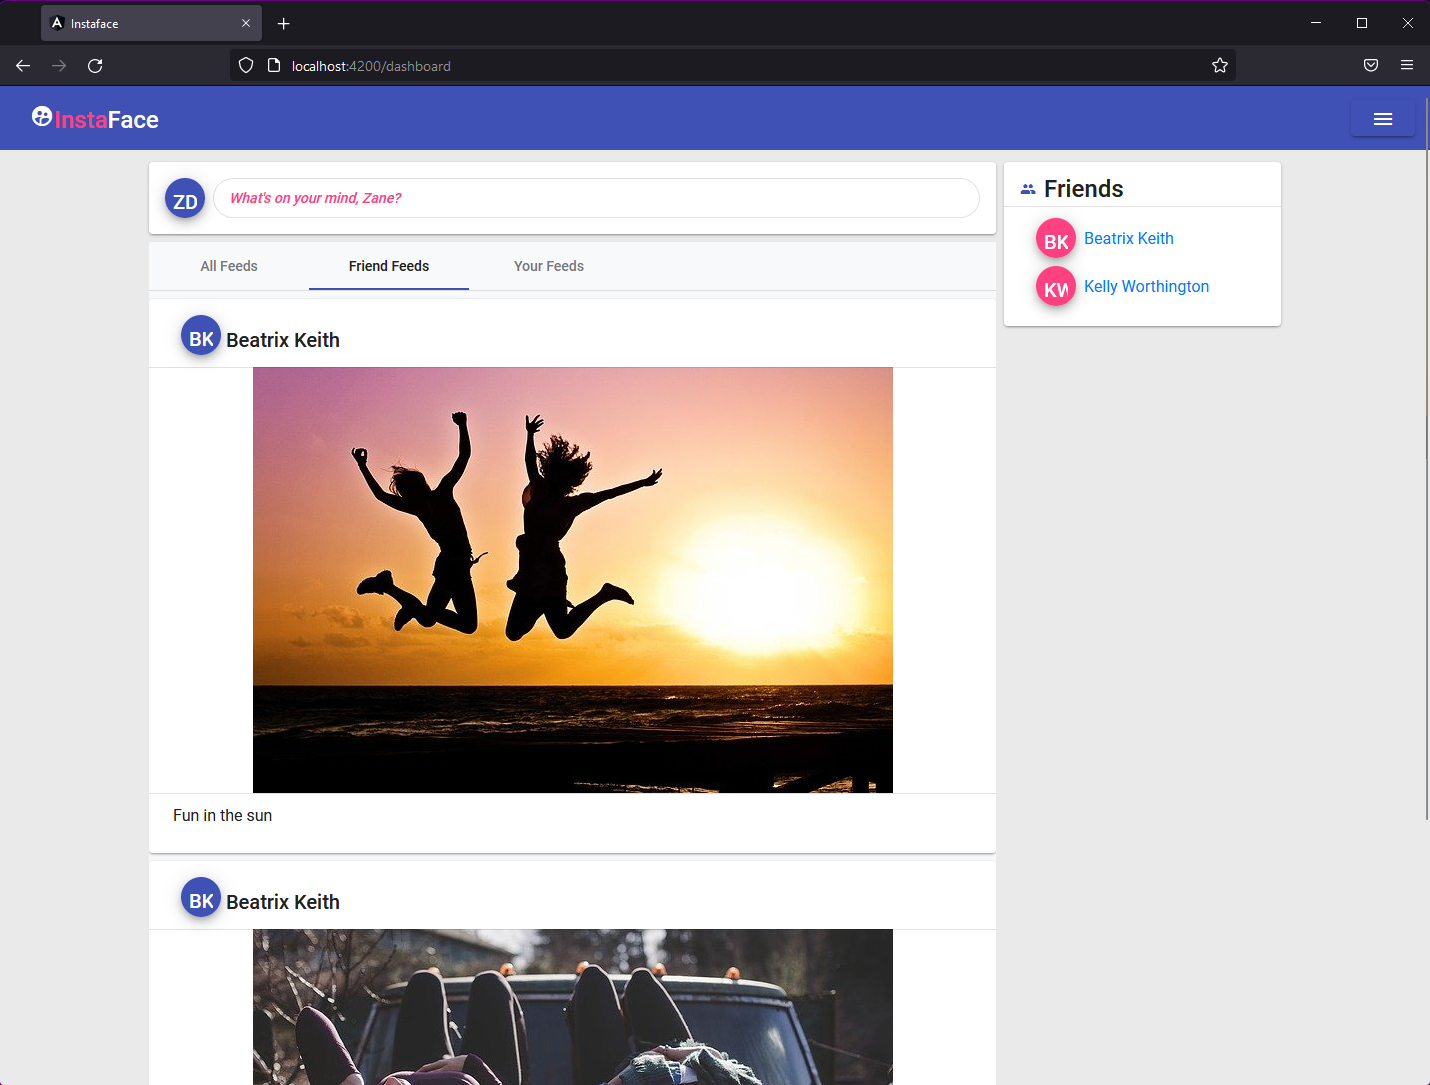 Instaface
localhost:4200/dashboard
InstaFace
ZD
What's on your mind, Zane?
Friends
BK Beatrix Keith
KW Kelly Worthington
All Feeds Friend Feeds Your Feeds
BK Beatrix Keith
Fun in the sun
BK Beatrix Keith